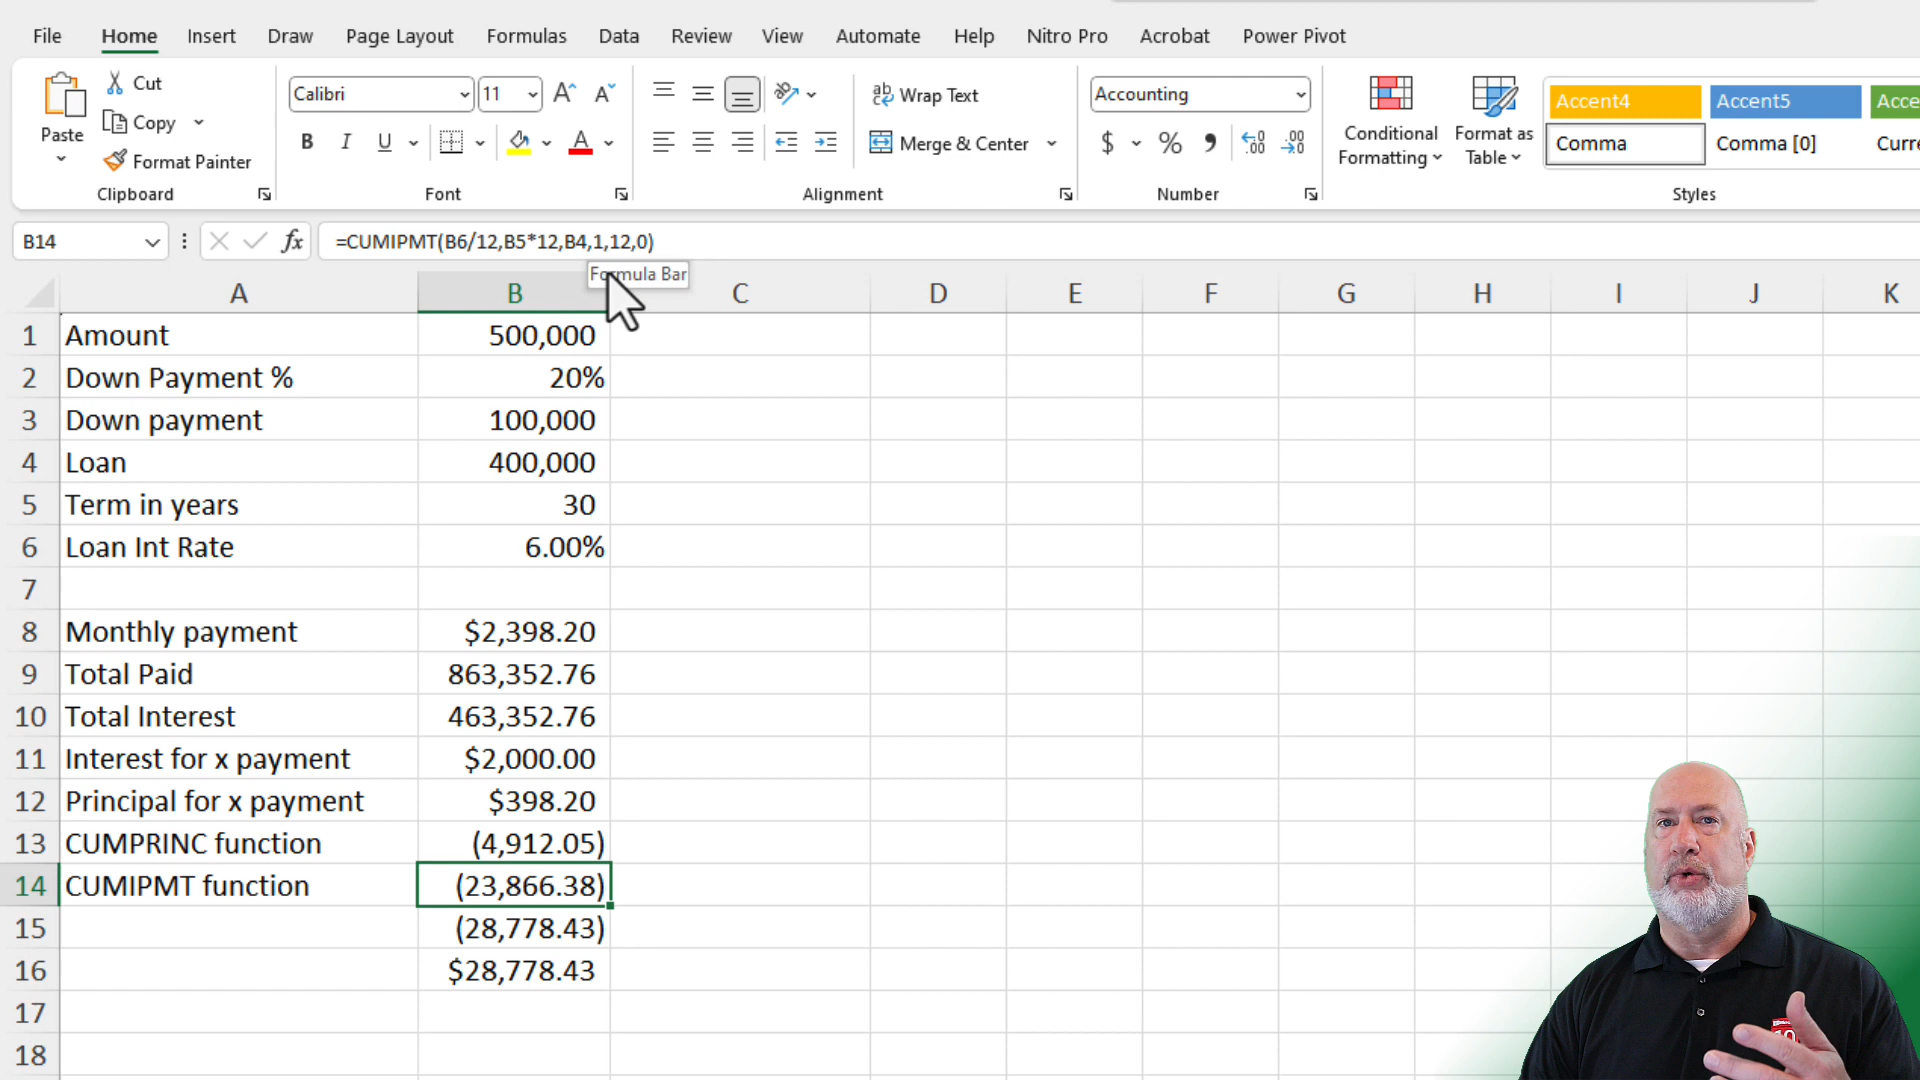 File Home Insert Draw Page Layout Formulas Data Review View Automate Help Nitro Pro Acrobat Power Pivot
Paste
Cut
Copy
Format Painter
Clipboard
Calibri 11
B I U
Font
Wrap Text
Merge & Center
Alignment
Accounting
$ %
Number
Conditional Formatting
Format as Table
Accent4 Accent5
Comma Comma [0]
Styles
B14 fx =CUMIPMT(B6/12,B5*12,B4,1,12,0)
Formula Bar
A B C D E F G H I J K
1 Amount 500,000
2 Down Payment % 20%
3 Down payment 100,000
4 Loan 400,000
5 Term in years 30
6 Loan Int Rate 6.00%
7
8 Monthly payment $2,398.20
9 Total Paid 863,352.76
10 Total Interest 463,352.76
11 Interest for x payment $2,000.00
12 Principal for x payment $398.20
13 CUMPRINC function (4,912.05)
14 CUMIPMT function (23,866.38)
15 (28,778.43)
16 $28,778.43
17
18